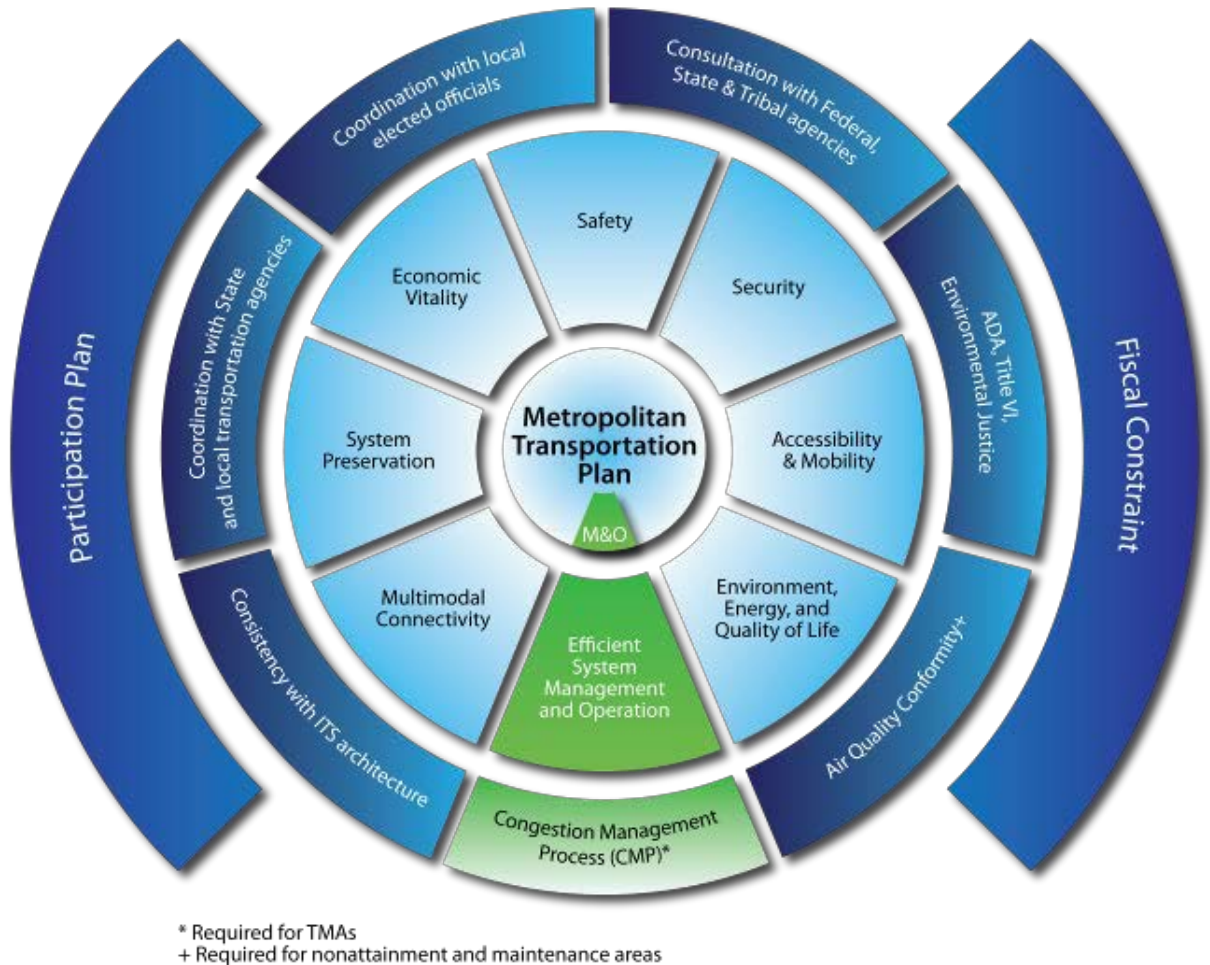 Coordination with local
elected officials
Consultation with Federal,
State & Tribal agencies
Participation Plan
Coordination with State
and local transportation agencies
Economic
Vitality
Safety
Security
ADA, Title VI,
Environmental Justice
Fiscal Constraint
System
Preservation
Metropolitan
Transportation
Plan
M&O
Accessibility
& Mobility
Multimodal
Connectivity
Efficient
System
Management
and Operation
Environment,
Energy, and
Quality of Life
Consistency with ITS architecture
Congestion Management
Process (CMP)*
Air Quality Conformity+
* Required for TMAs
+ Required for nonattainment and maintenance areas